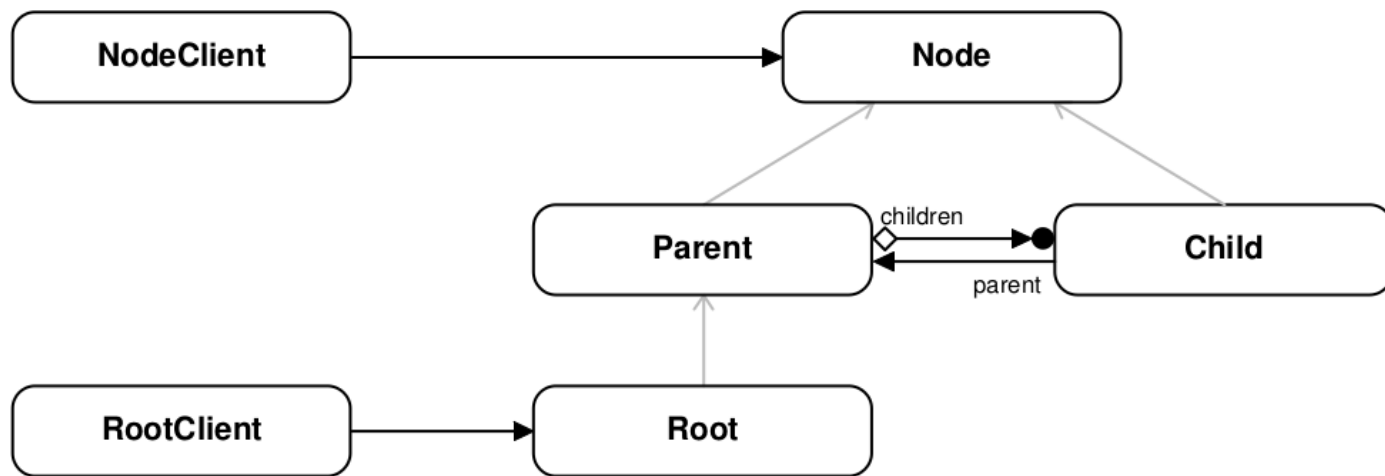 NodeClient
Node
children
Parent
Child
parent
RootClient
Root